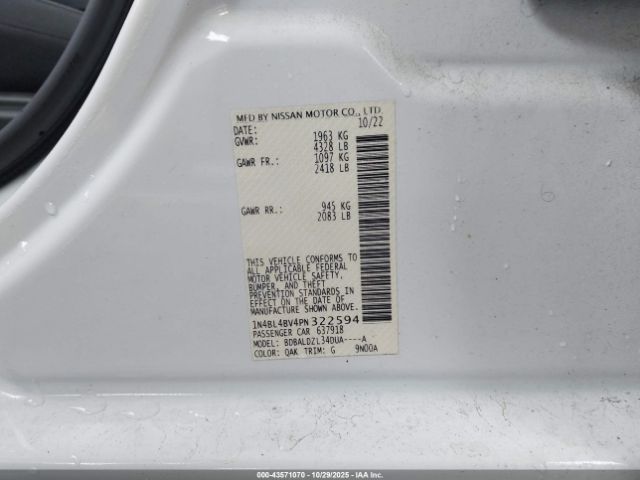 MFD BY NISSAN MOTOR CO., LTD.
DATE: 10/22
GVWR: 1963 KG
4328 LB
GAWR FR.: 1097 KG
2418 LB
GAWR RR.: 945 KG
2083 LB
THIS VEHICLE CONFORMS TO
ALL APPLICABLE FEDERAL
MOTOR VEHICLE SAFETY,
BUMPER, AND THEFT
PREVENTION STANDARDS IN
EFFECT ON THE DATE OF
MANUFACTURE SHOWN ABOVE.
1N4BL4BV4PN322594
PASSENGER CAR 637918
MODEL: BDBALDZL34DUA----A
COLOR: QAK TRIM: G 9N00A
000-43571070 | 10/29/2025 | IAAI.COM